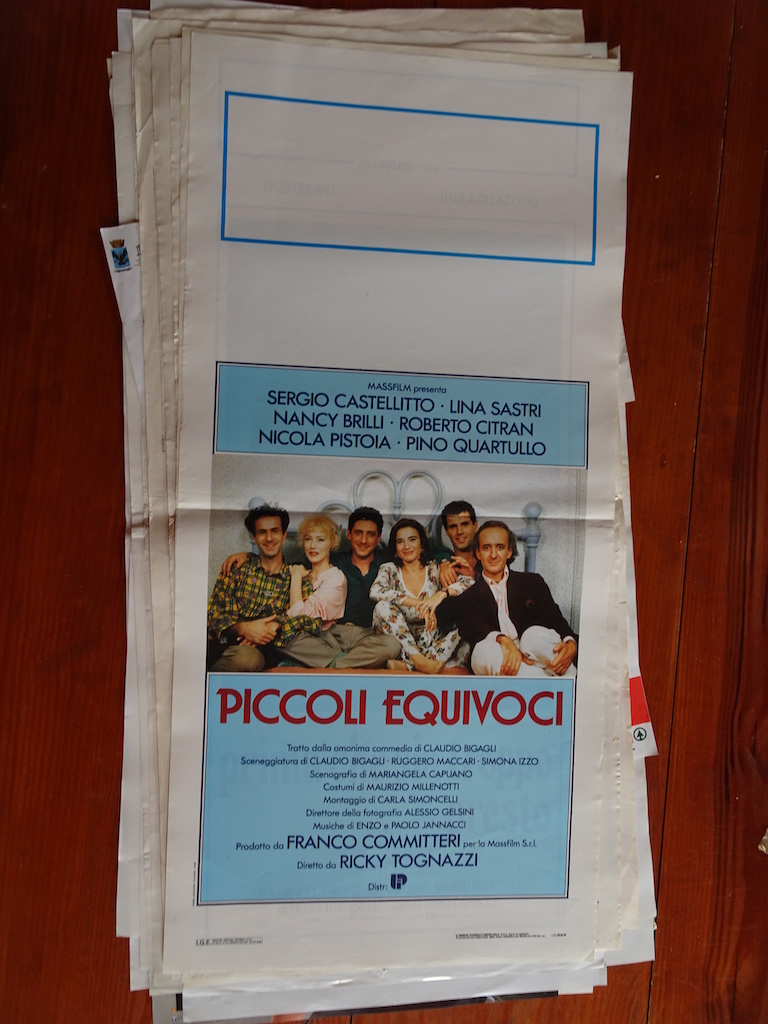 MASSFILM presenta
SERGIO CASTELLITTO · LINA SASTRI
NANCY BRILLI · ROBERTO CITRAN
NICOLA PISTOIA · PINO QUARTULLO
PICCOLI EQUIVOCI
Tratto dalla omonima commedia di CLAUDIO BIGAGLI
Sceneggiatura di CLAUDIO BIGAGLI · RUGGERO MACCARI · SIMONA IZZO
Scenografia di MARIANGELA CAPUANO
Costumi di MAURIZIO MILLENOTTI
Montaggio di CARLA SIMONCELLI
Direttore della fotografia ALESSIO GELSINI
Musiche di ENZO e PAOLO JANNACCI
Prodotto da FRANCO COMMITTERI per la Massfilm S.r.l.
Diretto da RICKY TOGNAZZI
Distr:
I.G.E.